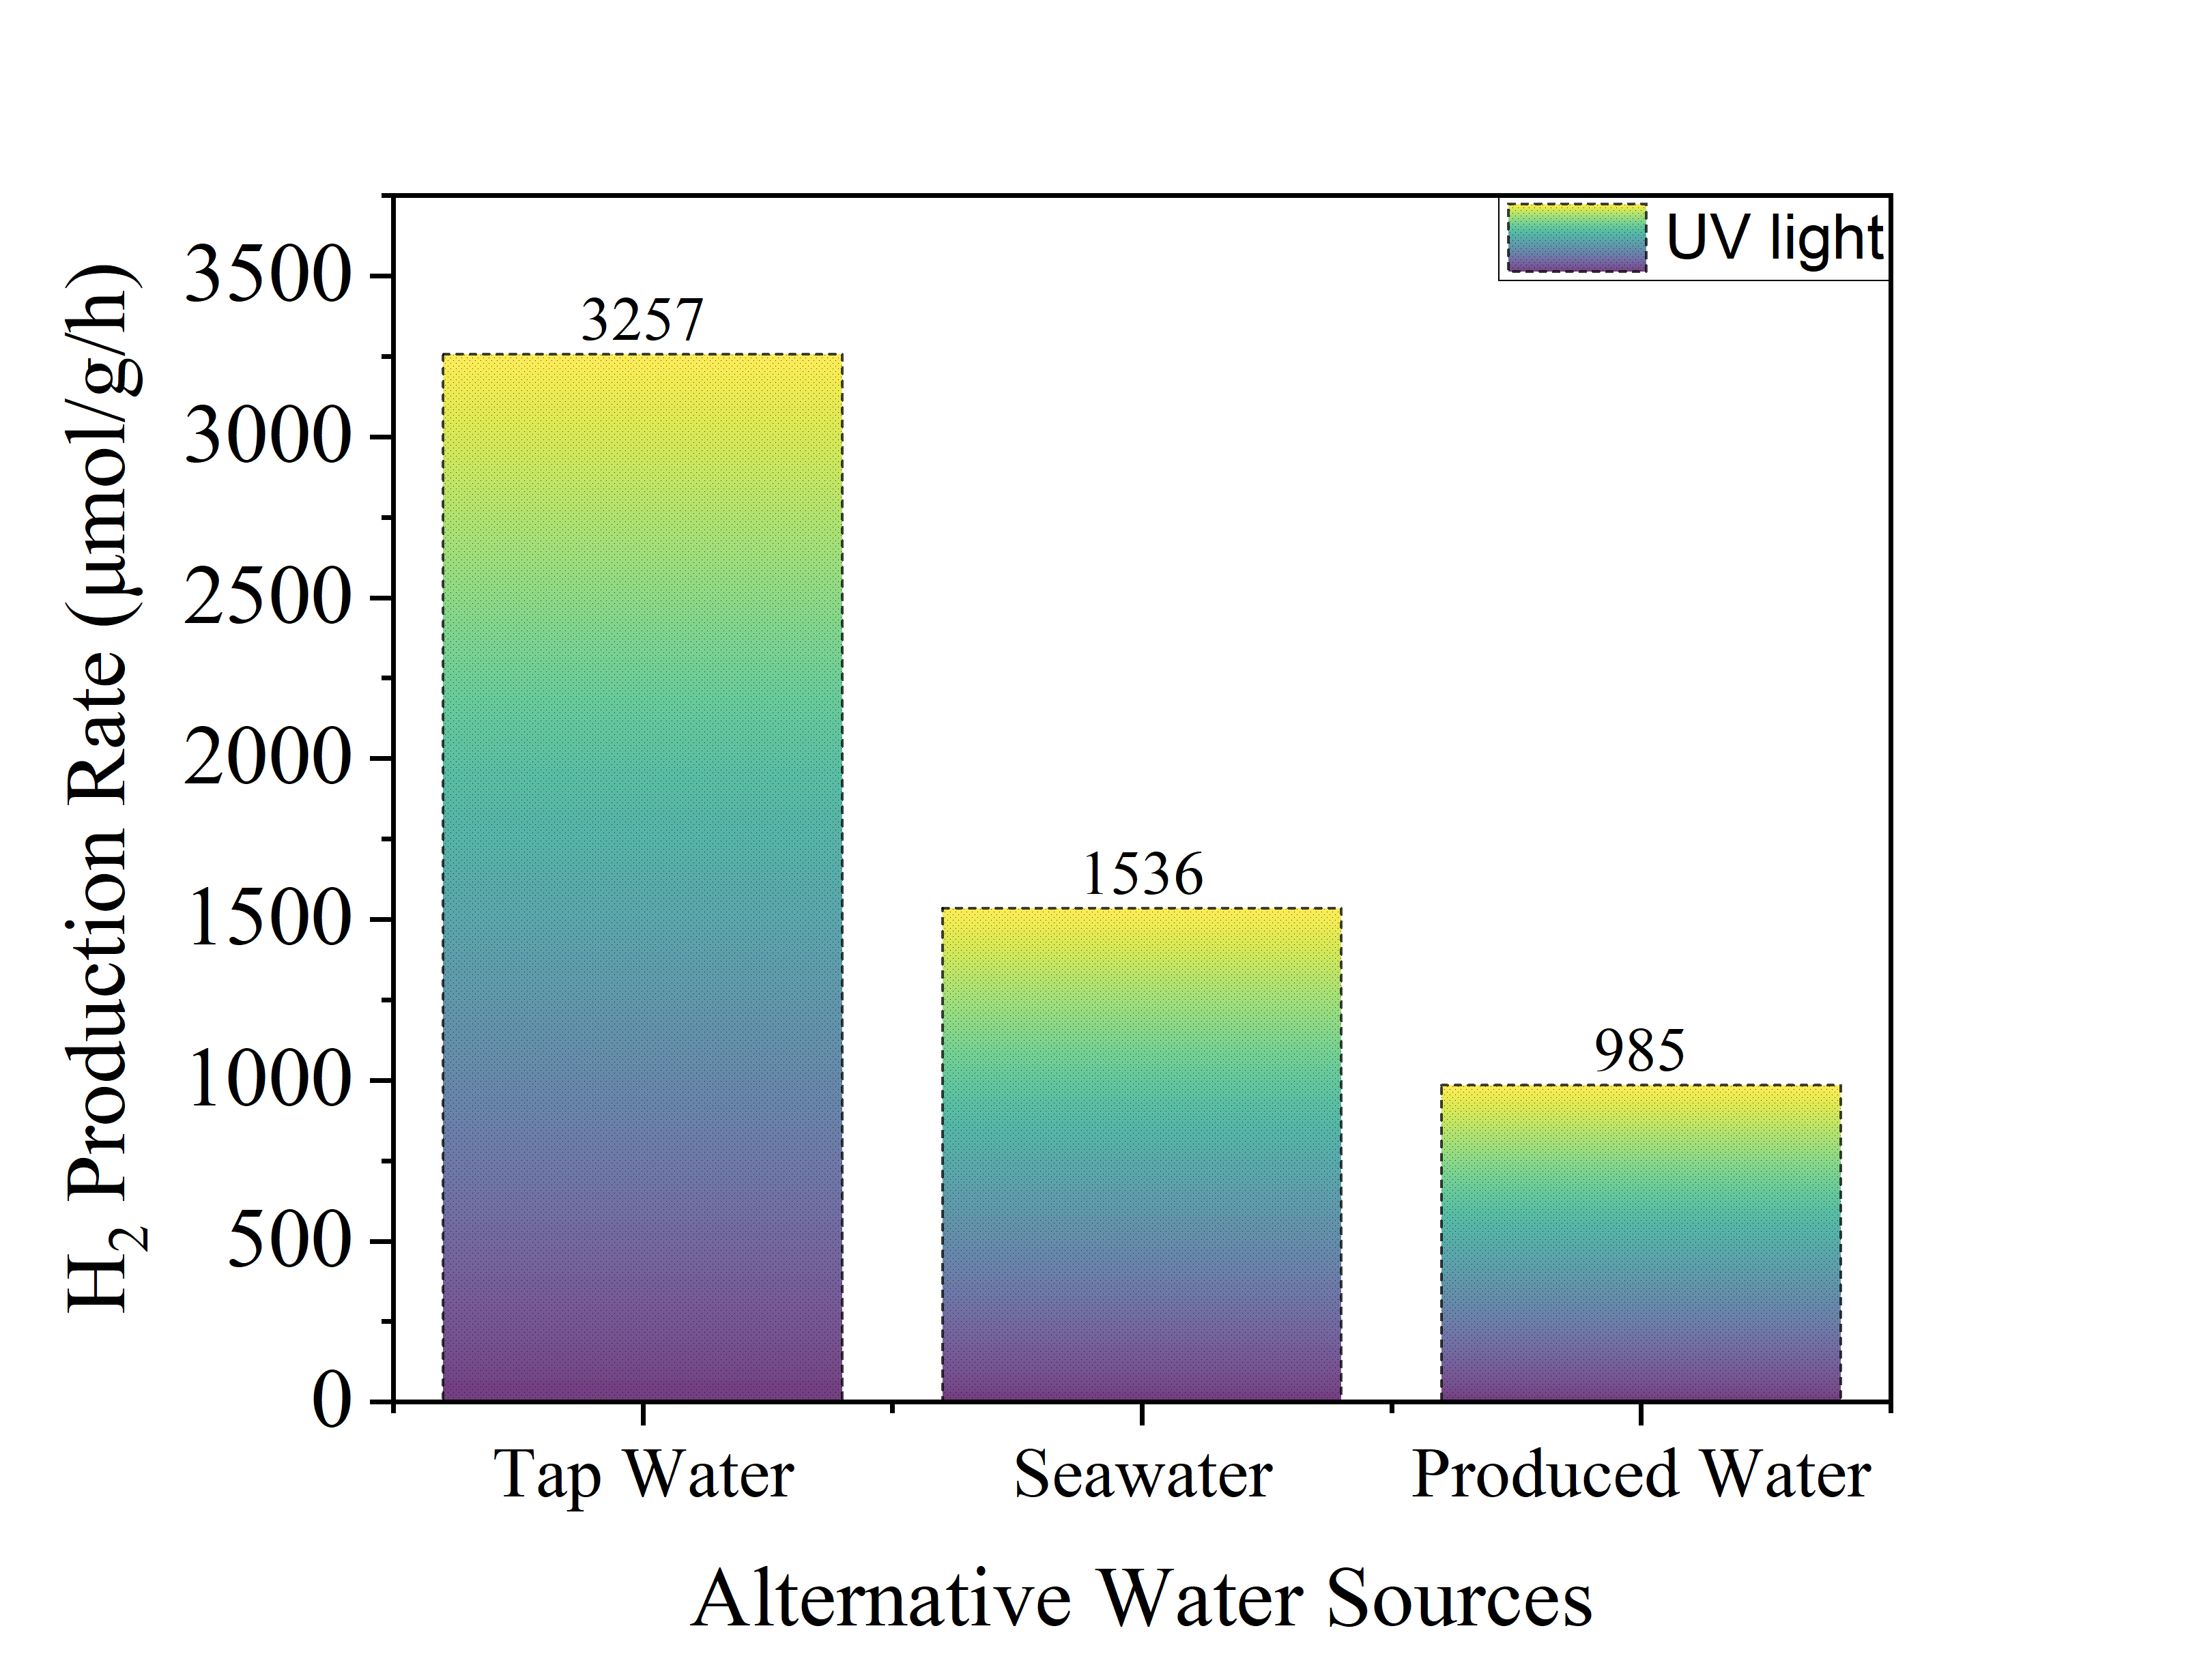 UV light
H₂ Production Rate (μmol/g/h)
3500
3000
2500
2000
1500
1000
500
0
3257
1536
985
Tap Water
Seawater
Produced Water
Alternative Water Sources